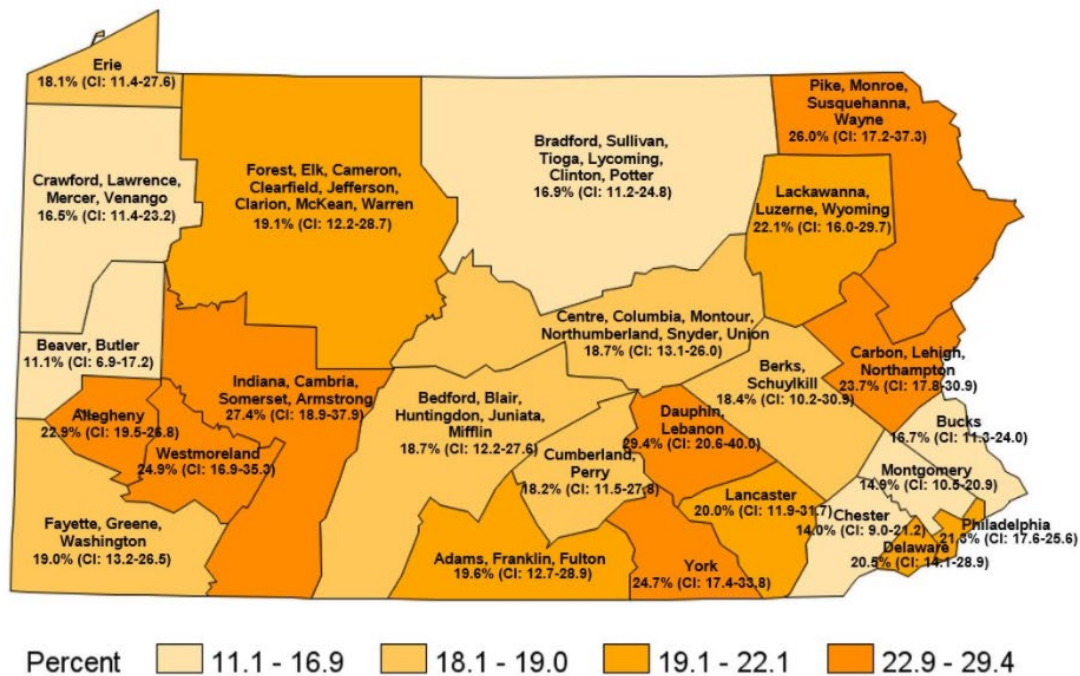 Erie
18.1% (CI: 11.4-27.6)
Crawford, Lawrence,
Mercer, Venango
16.5% (CI: 11.4-23.2)
Forest, Elk, Cameron,
Clearfield, Jefferson,
Clarion, McKean, Warren
19.1% (CI: 12.2-28.7)
Bradford, Sullivan,
Tioga, Lycoming,
Clinton, Potter
16.9% (CI: 11.2-24.8)
Pike, Monroe,
Susquehanna,
Wayne
26.0% (CI: 17.2-37.3)
Lackawanna,
Luzerne, Wyoming
22.1% (CI: 16.0-29.7)
Beaver, Butler
11.1% (CI: 6.9-17.2)
Indiana, Cambria,
Somerset, Armstrong
27.4% (CI: 18.9-37.9)
Centre, Columbia, Montour,
Northumberland, Snyder, Union
18.7% (CI: 13.1-26.0)
Carbon, Lehigh,
Northampton
23.7% (CI: 17.8-30.9)
Berks,
Schuylkill
18.4% (CI: 10.2-30.9)
Allegheny
22.9% (CI: 19.5-26.8)
Westmoreland
24.9% (CI: 16.9-35.3)
Bedford, Blair,
Huntingdon, Juniata,
Mifflin
18.7% (CI: 12.2-27.6)
Cumberland,
Perry
18.2% (CI: 11.5-27.8)
Dauphin,
Lebanon
29.4% (CI: 20.6-40.0)
Bucks
16.7% (CI: 11.3-24.0)
Montgomery
14.9% (CI: 10.5-20.9)
Lancaster
20.0% (CI: 11.9-31.7)
Chester
14.0% (CI: 9.0-21.2)
Philadelphia
21.3% (CI: 17.6-25.6)
Delaware
20.5% (CI: 14.1-28.9)
Fayette, Greene,
Washington
19.0% (CI: 13.2-26.5)
Adams, Franklin, Fulton
19.6% (CI: 12.7-28.9)
York
24.7% (CI: 17.4-33.8)
Percent 11.1 - 16.9 18.1 - 19.0 19.1 - 22.1 22.9 - 29.4